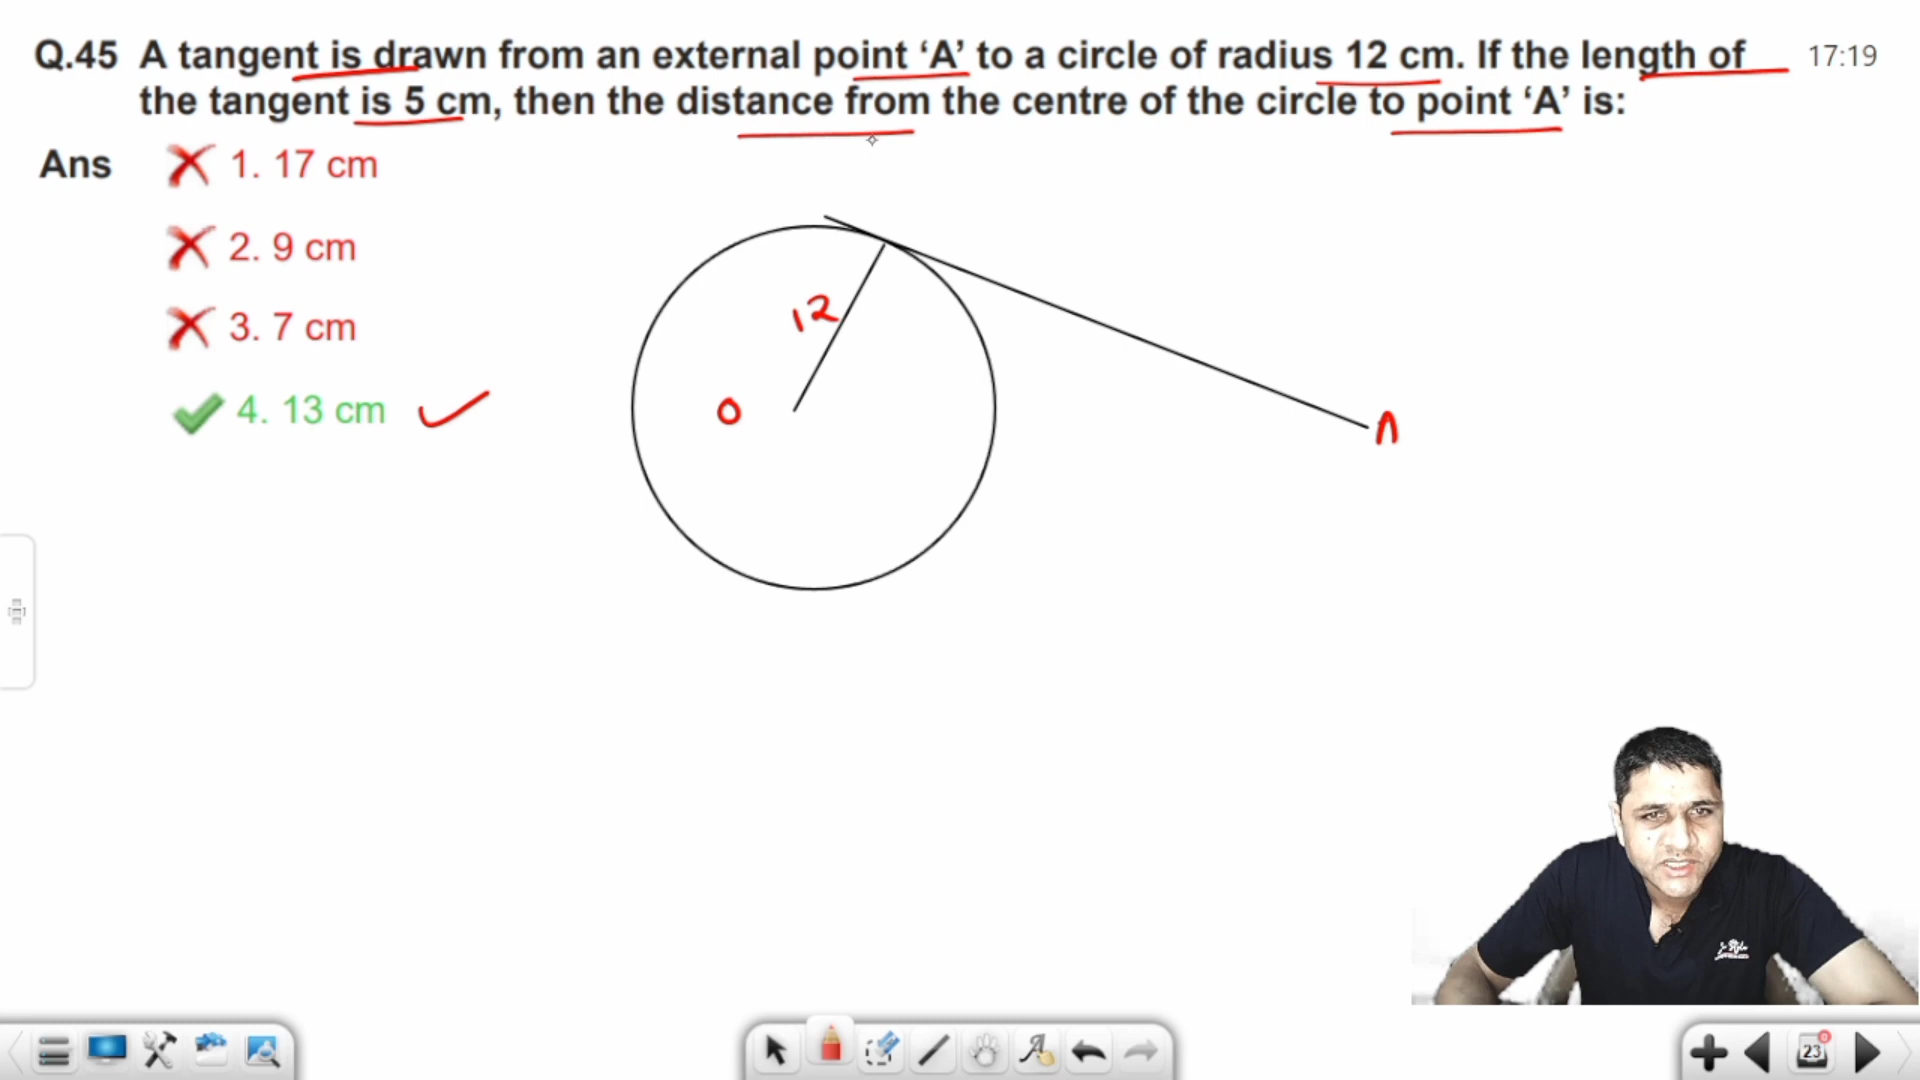 Q.45 A tangent is drawn from an external point ‘A’ to a circle of radius 12 cm. If the length of 17:19
the tangent is 5 cm, then the distance from the centre of the circle to point ‘A’ is:
Ans 1. 17 cm
2. 9 cm
3. 7 cm
4. 13 cm
12
O
A
23
0